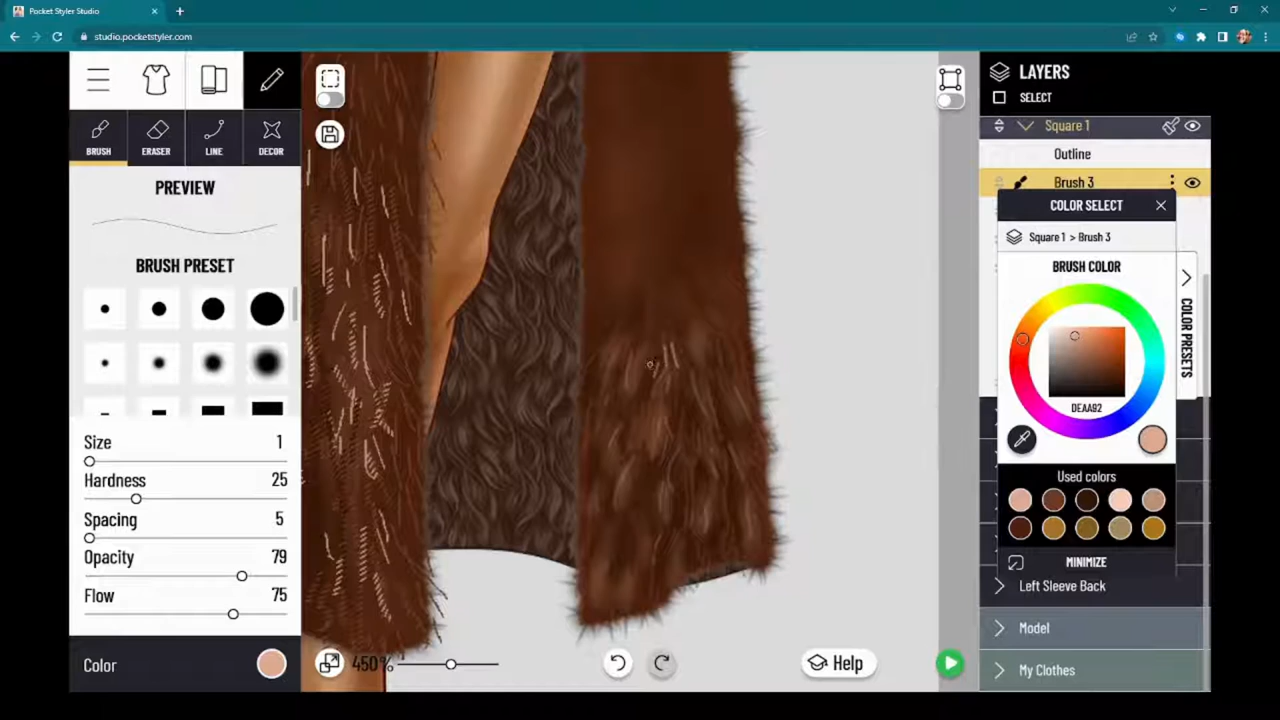 Pocket Styler Studio
studio.pocketstyler.com
BRUSH
ERASER
LINE
DECOR
PREVIEW
BRUSH PRESET
Size 1
Hardness 25
Spacing 5
Opacity 79
Flow 75
Color
450%
Help
LAYERS
SELECT
Square 1
Outline
Brush 3
COLOR SELECT
Square 1 > Brush 3
BRUSH COLOR
COLOR PRESETS
DEAA92
Used colors
MINIMIZE
Left Sleeve Back
Model
My Clothes